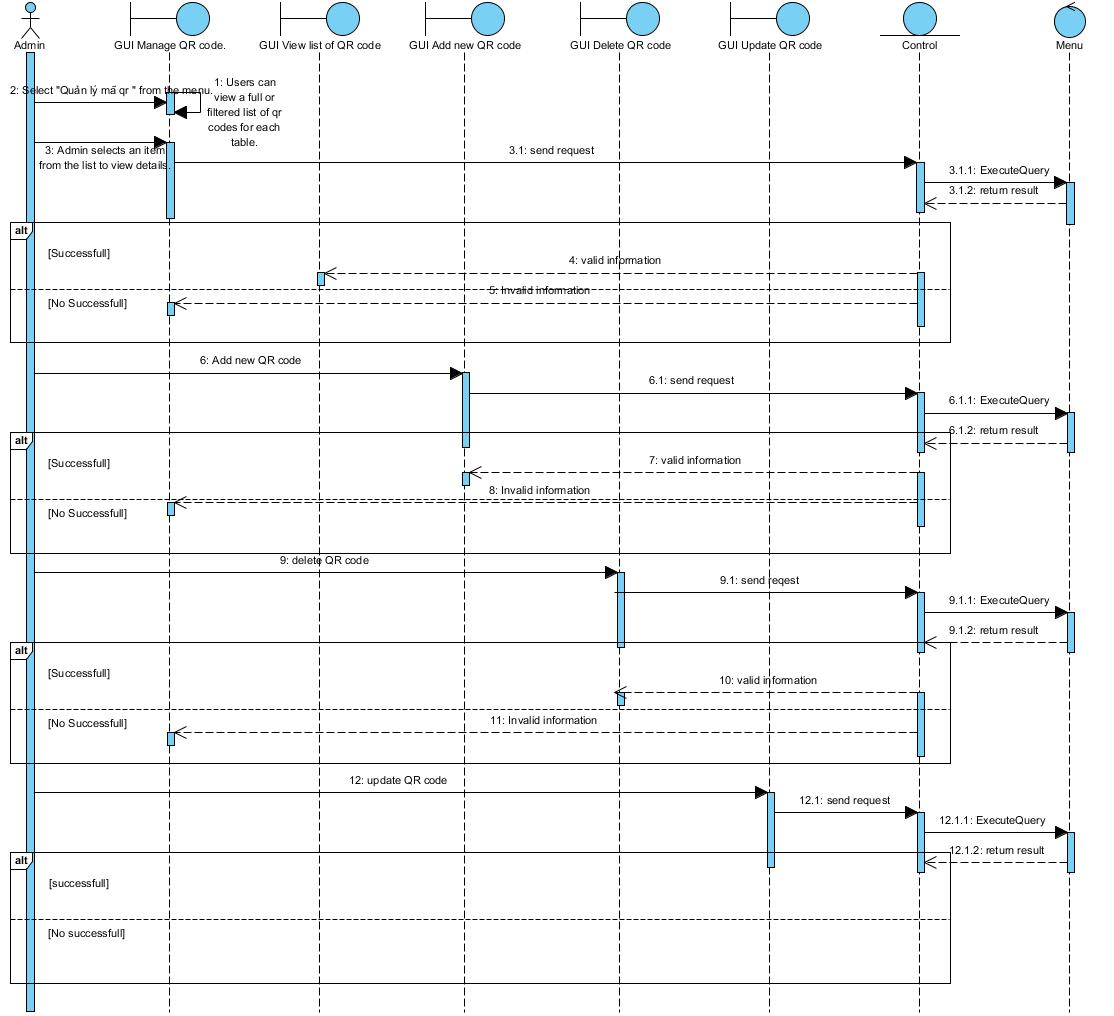 Admin
GUI Manage QR code.
GUI View list of QR code
GUI Add new QR code
GUI Delete QR code
GUI Update QR code
Control
Menu
1: Users can
view a full or
filtered list of qr
codes for each
table.
2: Select "Quản lý mã qr " from the menu.
3: Admin selects an item
from the list to view details.
3.1: send request
3.1.1: ExecuteQuery
3.1.2: return result
alt
[Successfull]
4: valid information
5: Invalid information
[No Successfull]
6: Add new QR code
6.1: send request
6.1.1: ExecuteQuery
6.1.2: return result
alt
[Successfull]
7: valid information
8: Invalid information
[No Successfull]
9: delete QR code
9.1: send reqest
9.1.1: ExecuteQuery
9.1.2: return result
alt
[Successfull]
10: valid information
11: Invalid information
[No Successfull]
12: update QR code
12.1: send request
12.1.1: ExecuteQuery
12.1.2: return result
alt
[successfull]
[No successfull]